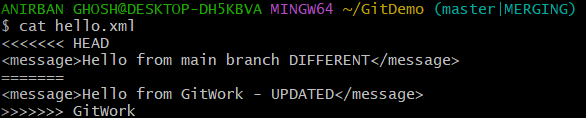 ANIRBAN GHOSH@DESKTOP-DH5KBVA MINGW64 ~/GitDemo (master|MERGING)
$ cat hello.xml
<<<<<<< HEAD
<message>Hello from main branch DIFFERENT</message>
=======
<message>Hello from GitWork - UPDATED</message>
>>>>>>> GitWork